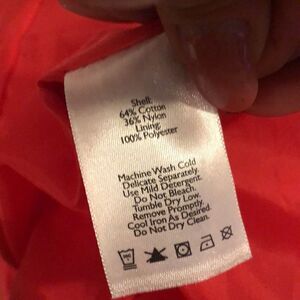 Shell:
64% Cotton
36% Nylon
Lining:
100% Polyester
Machine Wash Cold
Delicate Separately.
Use Mild Detergent.
Do Not Bleach.
Tumble Dry Low.
Remove Promptly.
Cool Iron As Desired
Do Not Dry Clean.